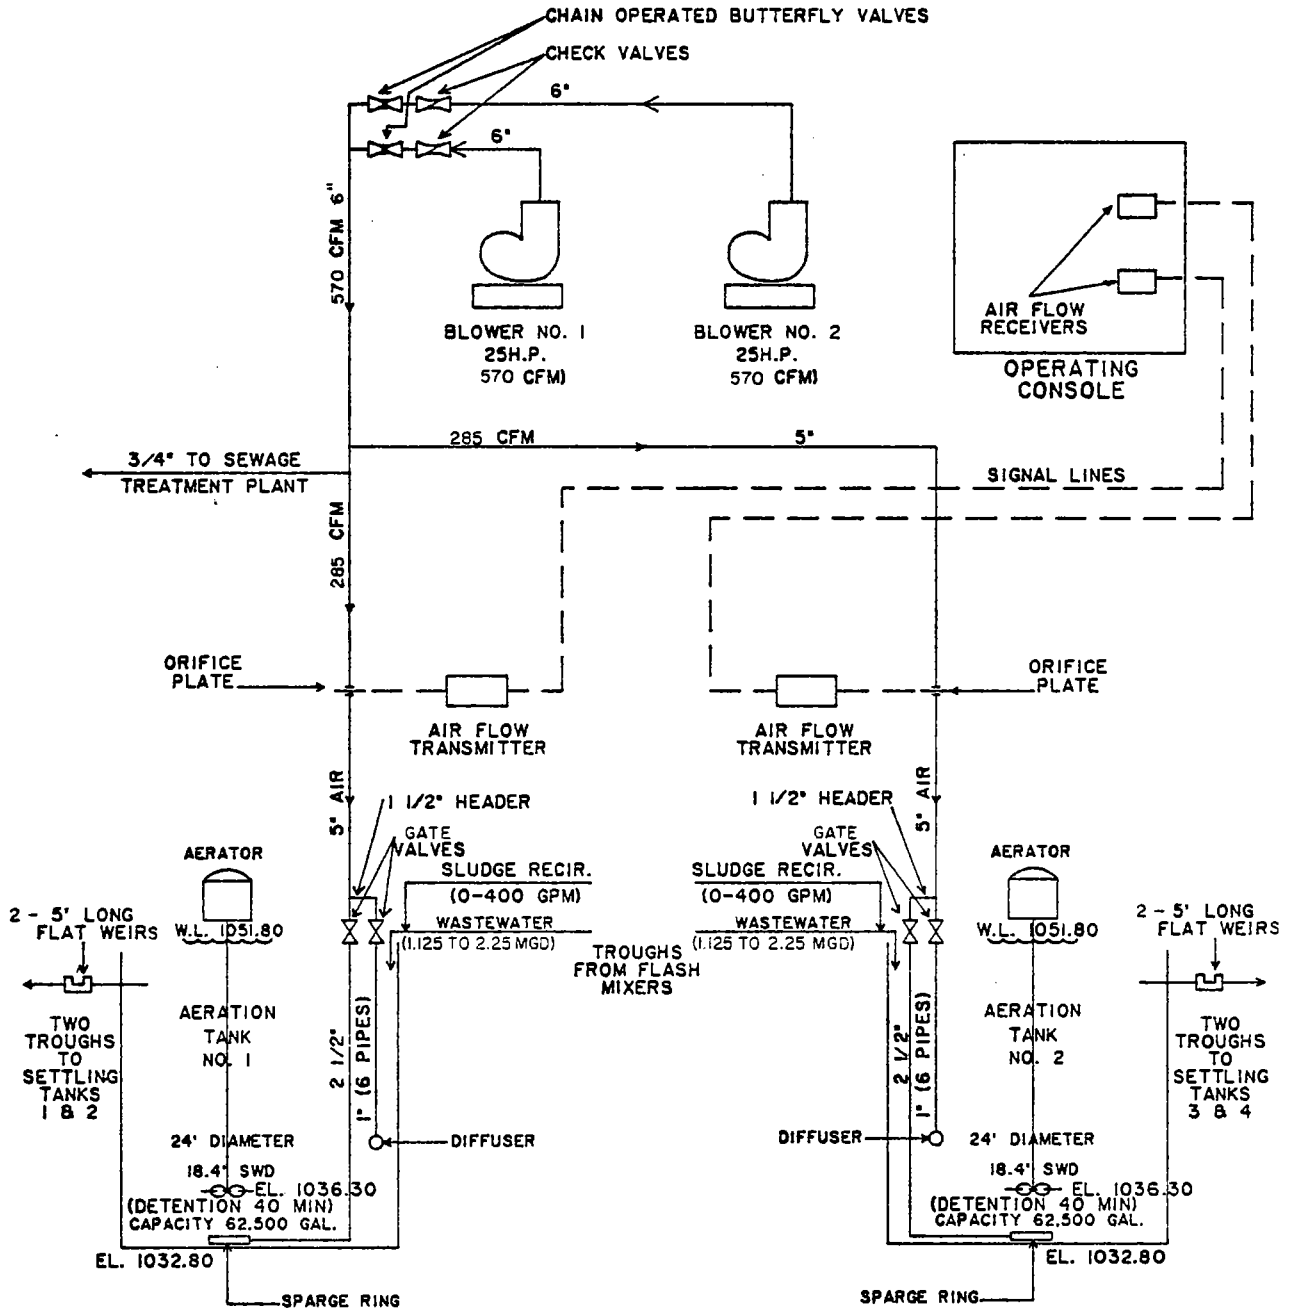 CHAIN OPERATED BUTTERFLY VALVES
CHECK VALVES
6"
6"
570 CFM 6"
BLOWER NO. 1
25H.P.
570 CFM)
BLOWER NO. 2
25H.P.
570 CFM)
AIR FLOW
RECEIVERS
OPERATING
CONSOLE
285 CFM
5"
3/4" TO SEWAGE
TREATMENT PLANT
SIGNAL LINES
285 CFM
ORIFICE
PLATE
AIR FLOW
TRANSMITTER
AIR FLOW
TRANSMITTER
ORIFICE
PLATE
5" AIR
1 1/2" HEADER
GATE
VALVES
AERATOR
SLUDGE RECIR.
(0-400 GPM)
WASTEWATER
(1.125 TO 2.25 MGD)
2 - 5' LONG
FLAT WEIRS
W.L. 1051.80
TWO
TROUGHS
TO
SETTLING
TANKS
1 & 2
AERATION
TANK
NO. 1
2 1/2"
1" (6 PIPES)
24' DIAMETER
18.4' SWD
EL. 1036.30
(DETENTION 40 MIN)
CAPACITY 62.500 GAL.
EL. 1032.80
DIFFUSER
SPARGE RING
TROUGHS
FROM FLASH
MIXERS
1 1/2" HEADER
5" AIR
GATE
VALVES
AERATOR
SLUDGE RECIR.
(0-400 GPM)
WASTEWATER
(1.125 TO 2.25 MGD)
W.L. 1051.80
2 - 5' LONG
FLAT WEIRS
2 1/2"
1" (6 PIPES)
AERATION
TANK
NO. 2
TWO
TROUGHS
TO
SETTLING
TANKS
3 & 4
DIFFUSER
24' DIAMETER
18.4' SWD
EL. 1036.30
(DETENTION 40 MIN)
CAPACITY 62.500 GAL.
EL. 1032.80
SPARGE RING